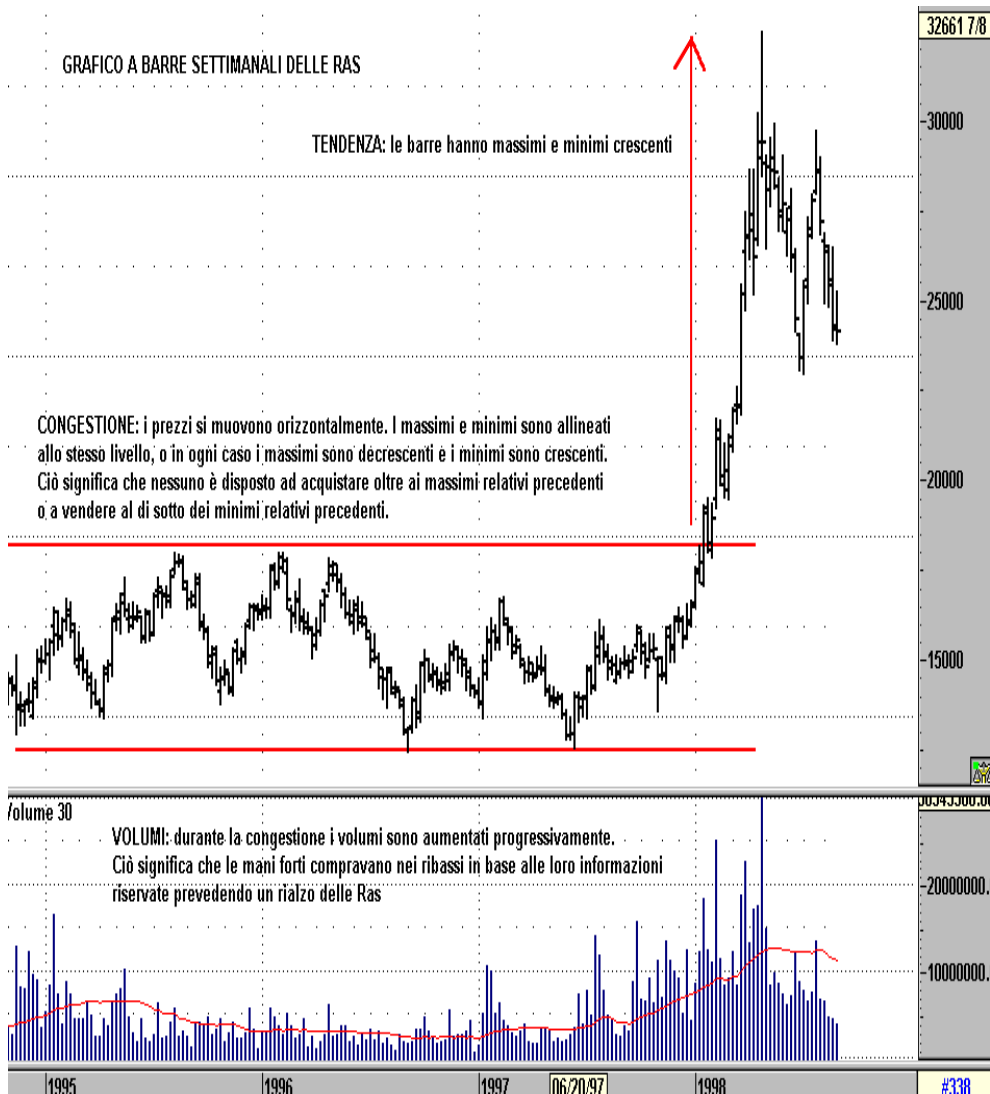 32661 7/8
GRAFICO A BARRE SETTIMANALI DELLE RAS
30000
TENDENZA: le barre hanno massimi e minimi crescenti
25000
CONGESTIONE: i prezzi si muovono orizzontalmente. I massimi e minimi sono allineati
allo stesso livello, o in ogni caso i massimi sono decrescenti e i minimi sono crescenti.
Ciò significa che nessuno è disposto ad acquistare oltre ai massimi relativi precedenti
o a vendere al di sotto dei minimi relativi precedenti.
20000
15000
Volume 30
VOLUMI: durante la congestione i volumi sono aumentati progressivamente.
Ciò significa che le mani forti compravano nei ribassi in base alle loro informazioni
riservate prevedendo un rialzo delle Ras
20000000.
10000000.
1995 1996 1997 06/20/97 1998 #338